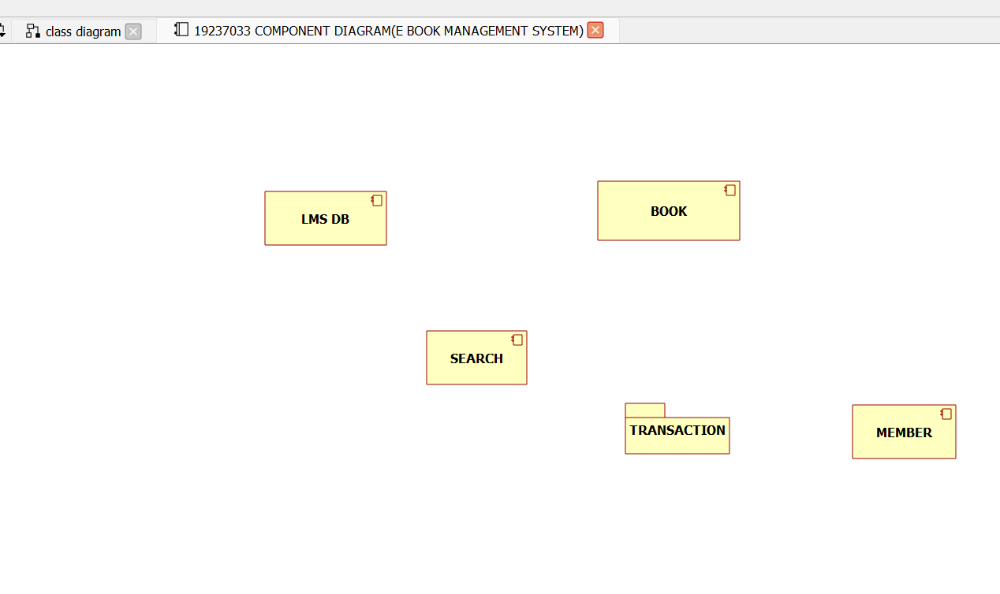 class diagram
19237033 COMPONENT DIAGRAM(E BOOK MANAGEMENT SYSTEM)
LMS DB
BOOK
SEARCH
TRANSACTION
MEMBER